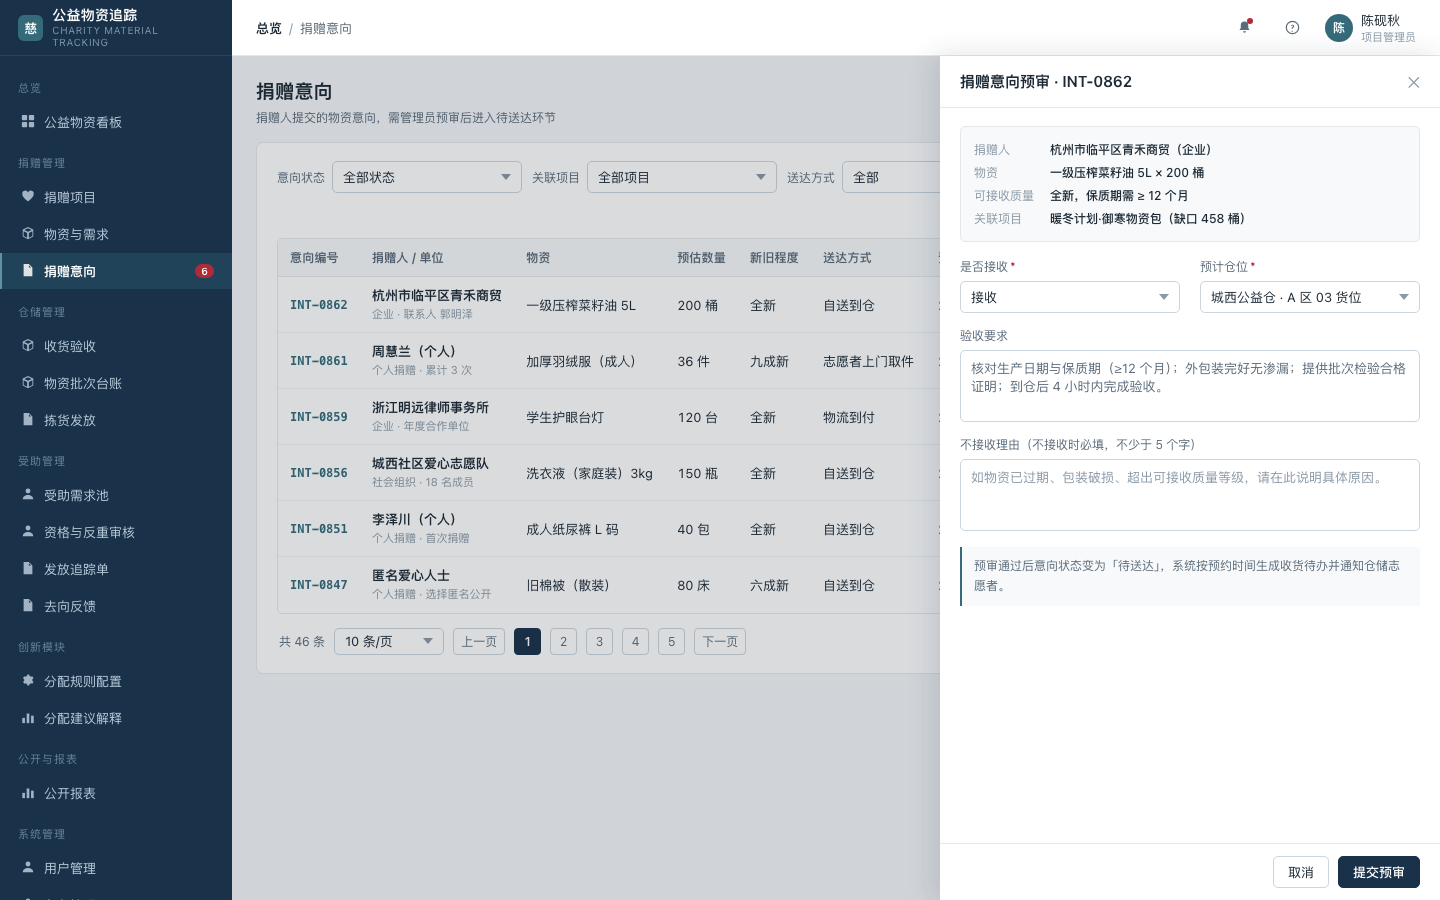 慈
公益物资追踪
CHARITY MATERIAL
TRACKING
总览
公益物资看板
捐赠管理
捐赠项目
物资与需求
捐赠意向
6
仓储管理
收货验收
物资批次台账
拣货发放
受助管理
受助需求池
资格与反重审核
发放追踪单
去向反馈
创新模块
分配规则配置
分配建议解释
公开与报表
公开报表
系统管理
用户管理
总览 / 捐赠意向
陈
陈砚秋
项目管理员
捐赠意向
捐赠人提交的物资意向，需管理员预审后进入待送达环节
意向状态 全部状态 关联项目 全部项目 送达方式 全部
意向编号 捐赠人 / 单位 物资 预估数量 新旧程度 送达方式
INT-0862 杭州市临平区青禾商贸 一级压榨菜籽油 5L 200 桶 全新 自送到仓
企业 · 联系人 郭明泽
INT-0861 周慧兰（个人） 加厚羽绒服（成人） 36 件 九成新 志愿者上门取件
个人捐赠 · 累计 3 次
INT-0859 浙江明远律师事务所 学生护眼台灯 120 台 全新 物流到付
企业 · 年度合作单位
INT-0856 城西社区爱心志愿队 洗衣液（家庭装）3kg 150 瓶 全新 自送到仓
社会组织 · 18 名成员
INT-0851 李泽川（个人） 成人纸尿裤 L 码 40 包 全新 自送到仓
个人捐赠 · 首次捐赠
INT-0847 匿名爱心人士 旧棉被（散装） 80 床 六成新 自送到仓
个人捐赠 · 选择匿名公开
共 46 条 10 条/页 上一页 1 2 3 4 5 下一页
捐赠意向预审 · INT-0862
捐赠人 杭州市临平区青禾商贸（企业）
物资 一级压榨菜籽油 5L × 200 桶
可接收质量 全新，保质期需 ≥ 12 个月
关联项目 暖冬计划·御寒物资包（缺口 458 桶）
是否接收 * 预计仓位 *
接收 城西公益仓 · A 区 03 货位
验收要求
核对生产日期与保质期（≥12 个月）；外包装完好无渗漏；提供批次检验合格
证明；到仓后 4 小时内完成验收。
不接收理由（不接收时必填，不少于 5 个字）
如物资已过期、包装破损、超出可接收质量等级，请在此说明具体原因。
预审通过后意向状态变为「待送达」，系统按预约时间生成收货待办并通知仓储志
愿者。
取消 提交预审